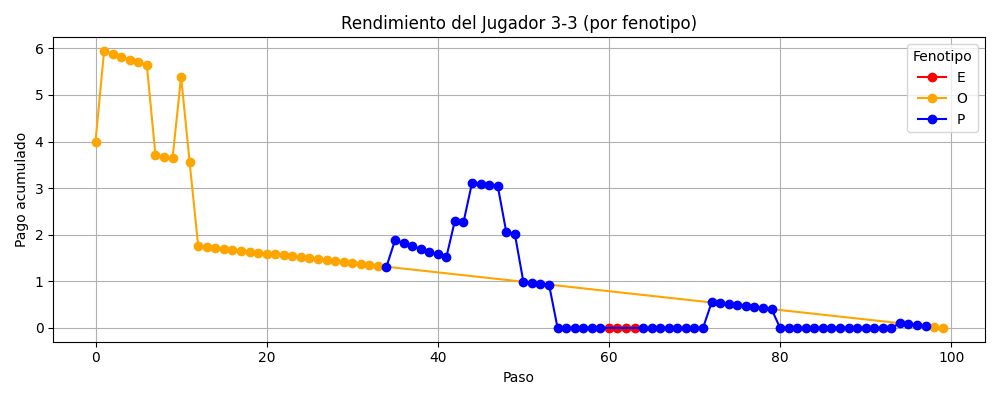 Rendimiento del Jugador 3-3 (por fenotipo)
Pago acumulado
6
5
4
3
2
1
0
Fenotipo
E
O
P
0 20 40 60 80 100
Paso